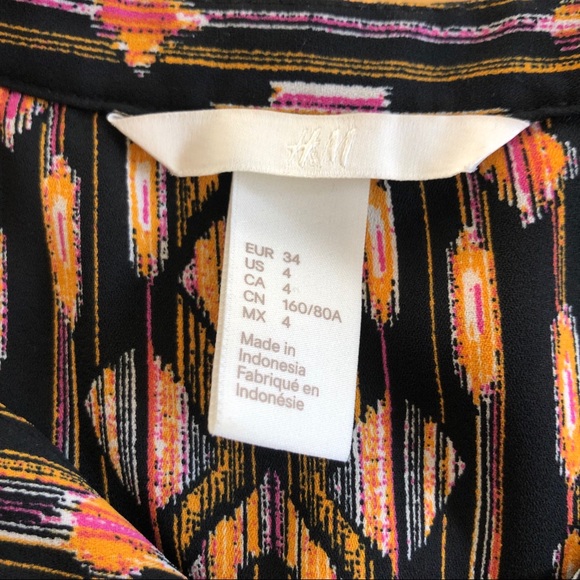 H&M
EUR 34
US 4
CA 4
CN 160/80A
MX 4
Made in
Indonesia
Fabriqué en
Indonésie